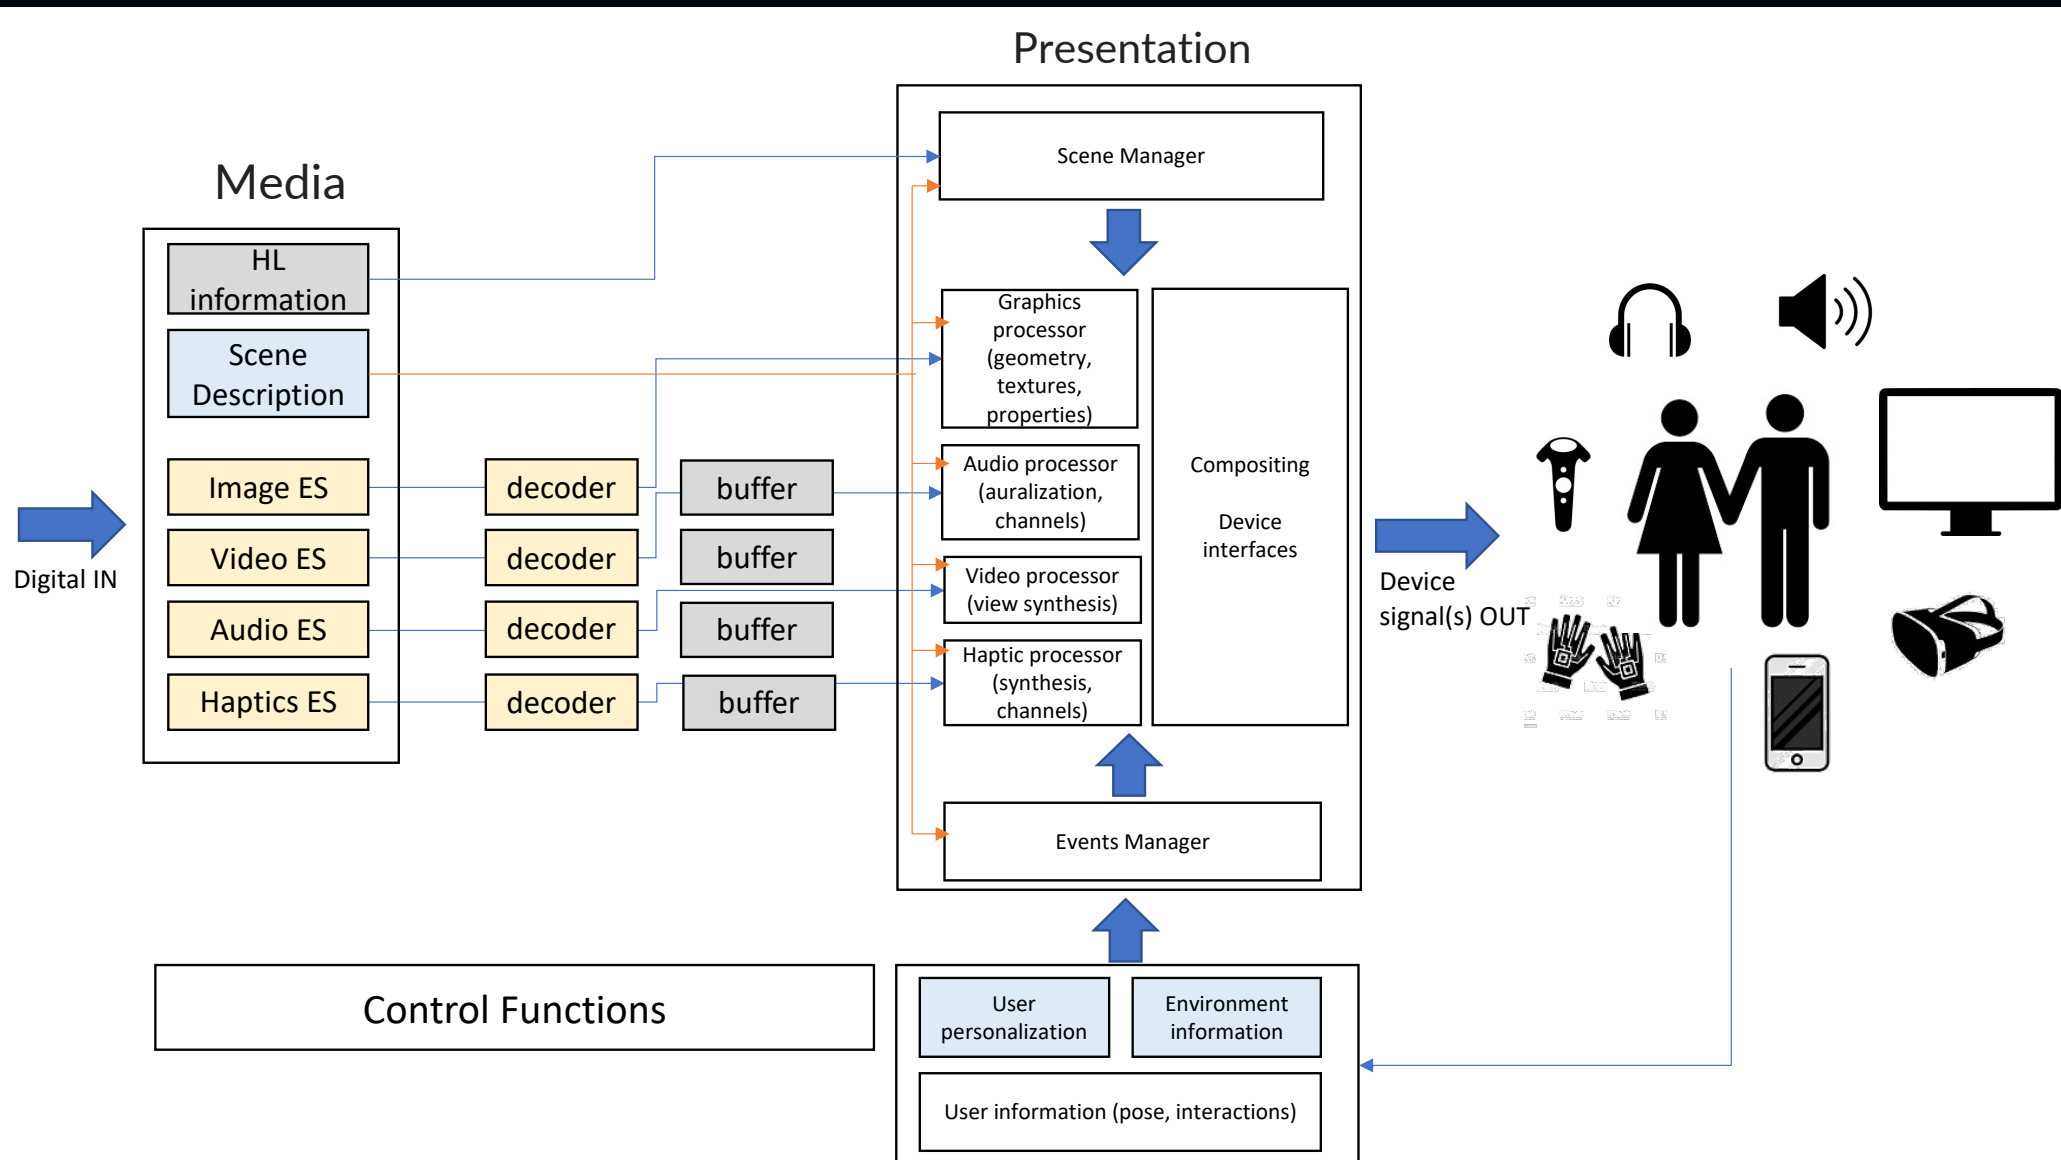 Presentation
Media
Scene Manager
HL
information
Scene
Description
Image ES
Video ES
Audio ES
Haptics ES
Digital IN
decoder
buffer
decoder
buffer
decoder
buffer
decoder
buffer
Graphics
processor
(geometry,
textures,
properties)
Audio processor
(auralization,
channels)
Video processor
(view synthesis)
Haptic processor
(synthesis,
channels)
Compositing
Device
interfaces
Events Manager
Device
signal(s) OUT
Control Functions
User
personalization
Environment
information
User information (pose, interactions)